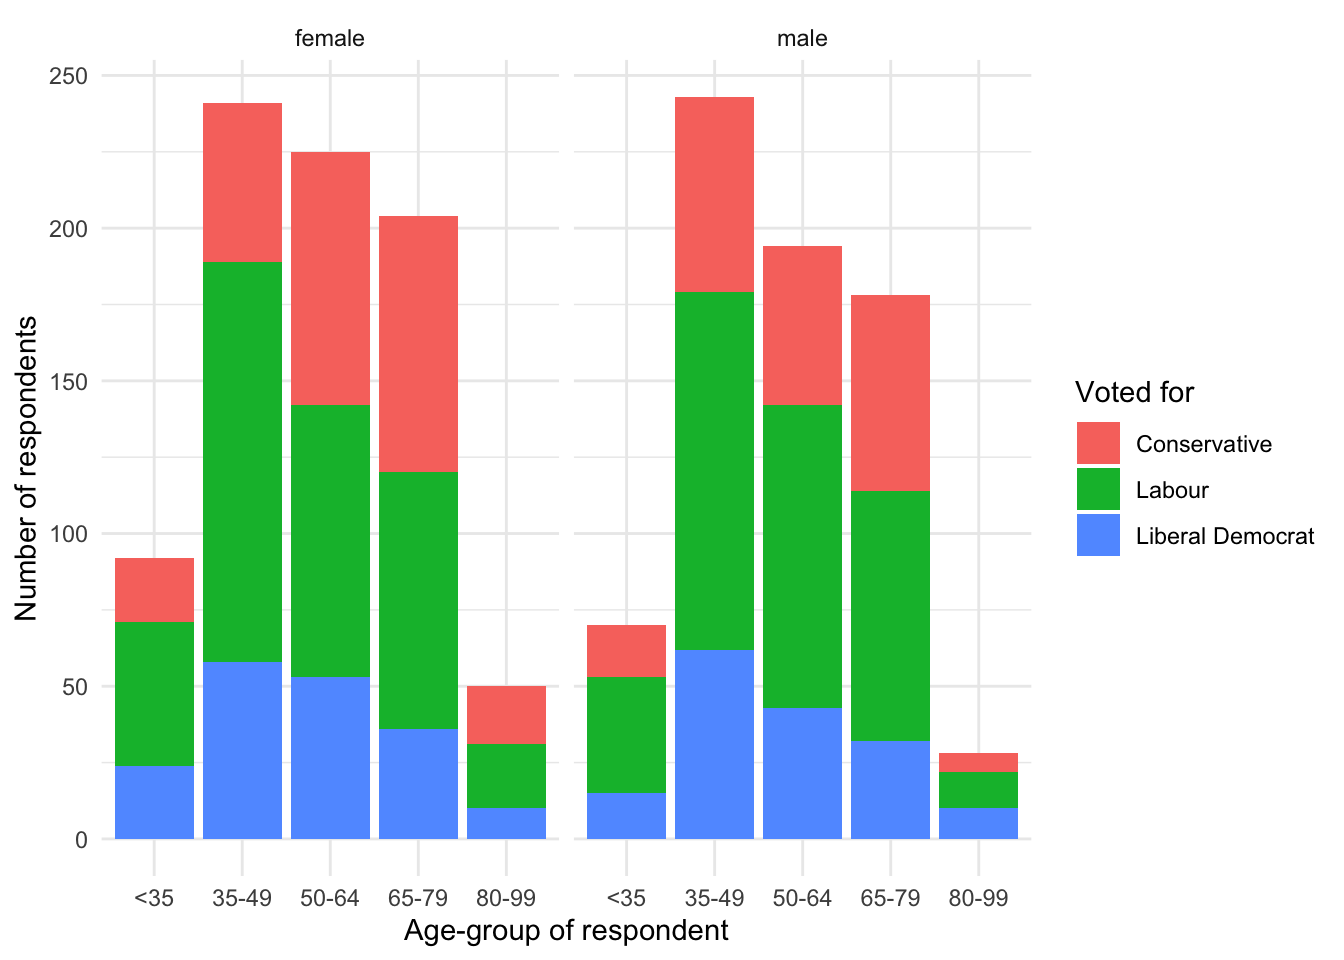 female
male
250
200
150
100
50
0
Number of respondents
<35
35-49
50-64
65-79
80-99
<35
35-49
50-64
65-79
80-99
Age-group of respondent
Voted for
Conservative
Labour
Liberal Democrat